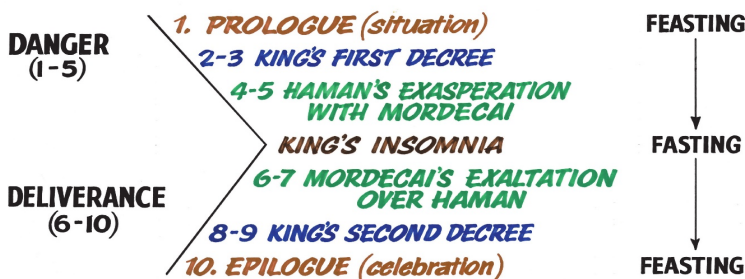 DANGER
(1-5)
1. PROLOGUE (situation)
2-3 KING'S FIRST DECREE
4-5 HAMAN'S EXASPERATION
WITH MORDECAI
KING'S INSOMNIA
6-7 MORDECAI'S EXALTATION
OVER HAMAN
8-9 KING'S SECOND DECREE
10. EPILOGUE (celebration)
DELIVERANCE
(6-10)
FEASTING
FASTING
FEASTING